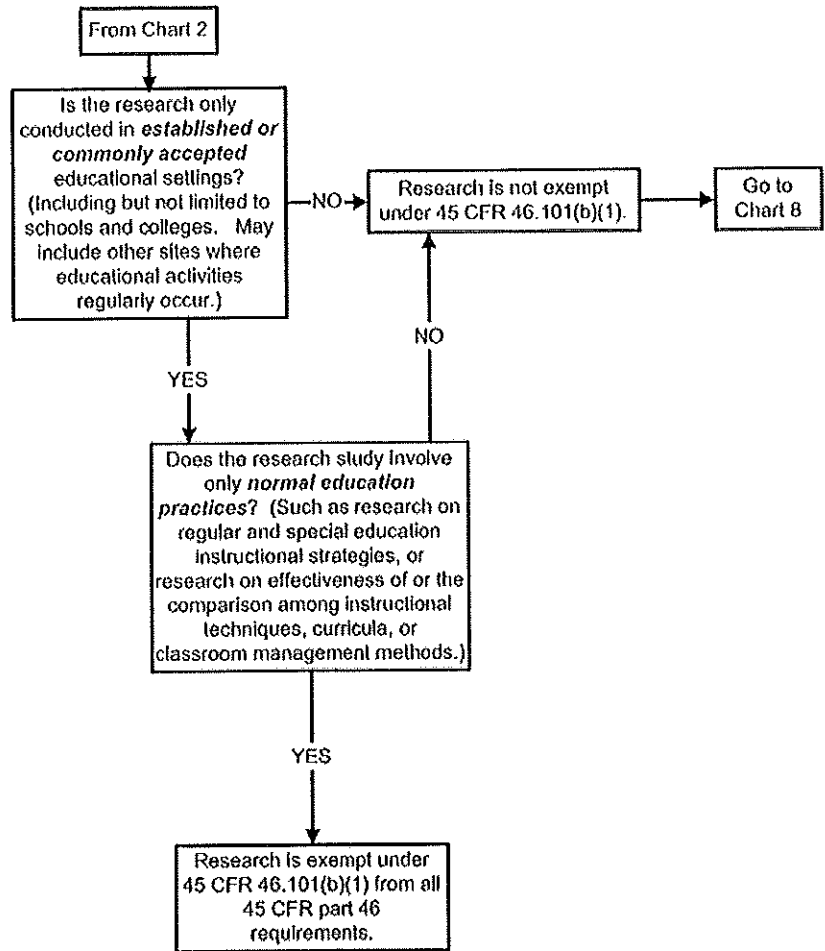 From Chart 2
Is the research only
conducted in established or
commonly accepted
educational settings?
(Including but not limited to
schools and colleges. May
include other sites where
educational activities
regularly occur.)
NO
Research is not exempt
under 45 CFR 46.101(b)(1).
Go to
Chart 8
NO
YES
Does the research study involve
only normal education
practices? (Such as research on
regular and special education
instructional strategies, or
research on effectiveness of or the
comparison among instructional
techniques, curricula, or
classroom management methods.)
YES
Research is exempt under
45 CFR 46.101(b)(1) from all
45 CFR part 46
requirements.